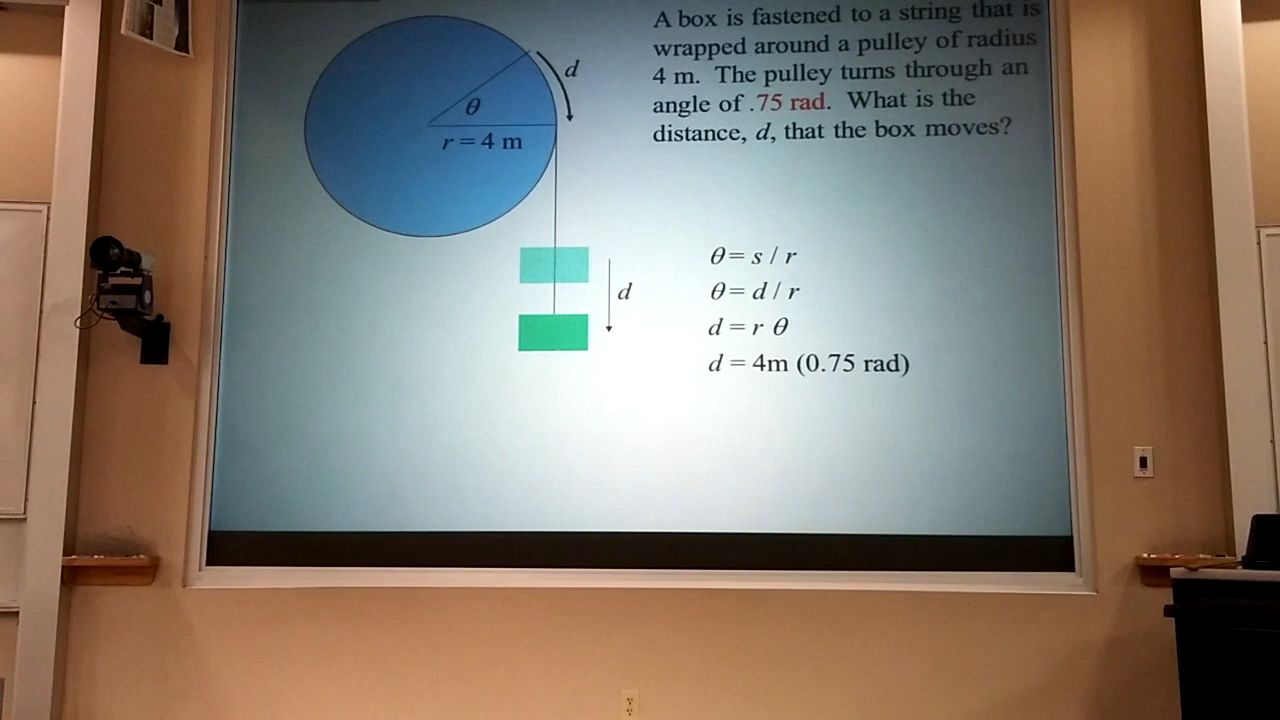 A box is fastened to a string that is
wrapped around a pulley of radius
4 m. The pulley turns through an
angle of .75 rad. What is the
distance, d, that the box moves?
d
θ
r = 4 m
d
θ = s / r
θ = d / r
d = r θ
d = 4m (0.75 rad)